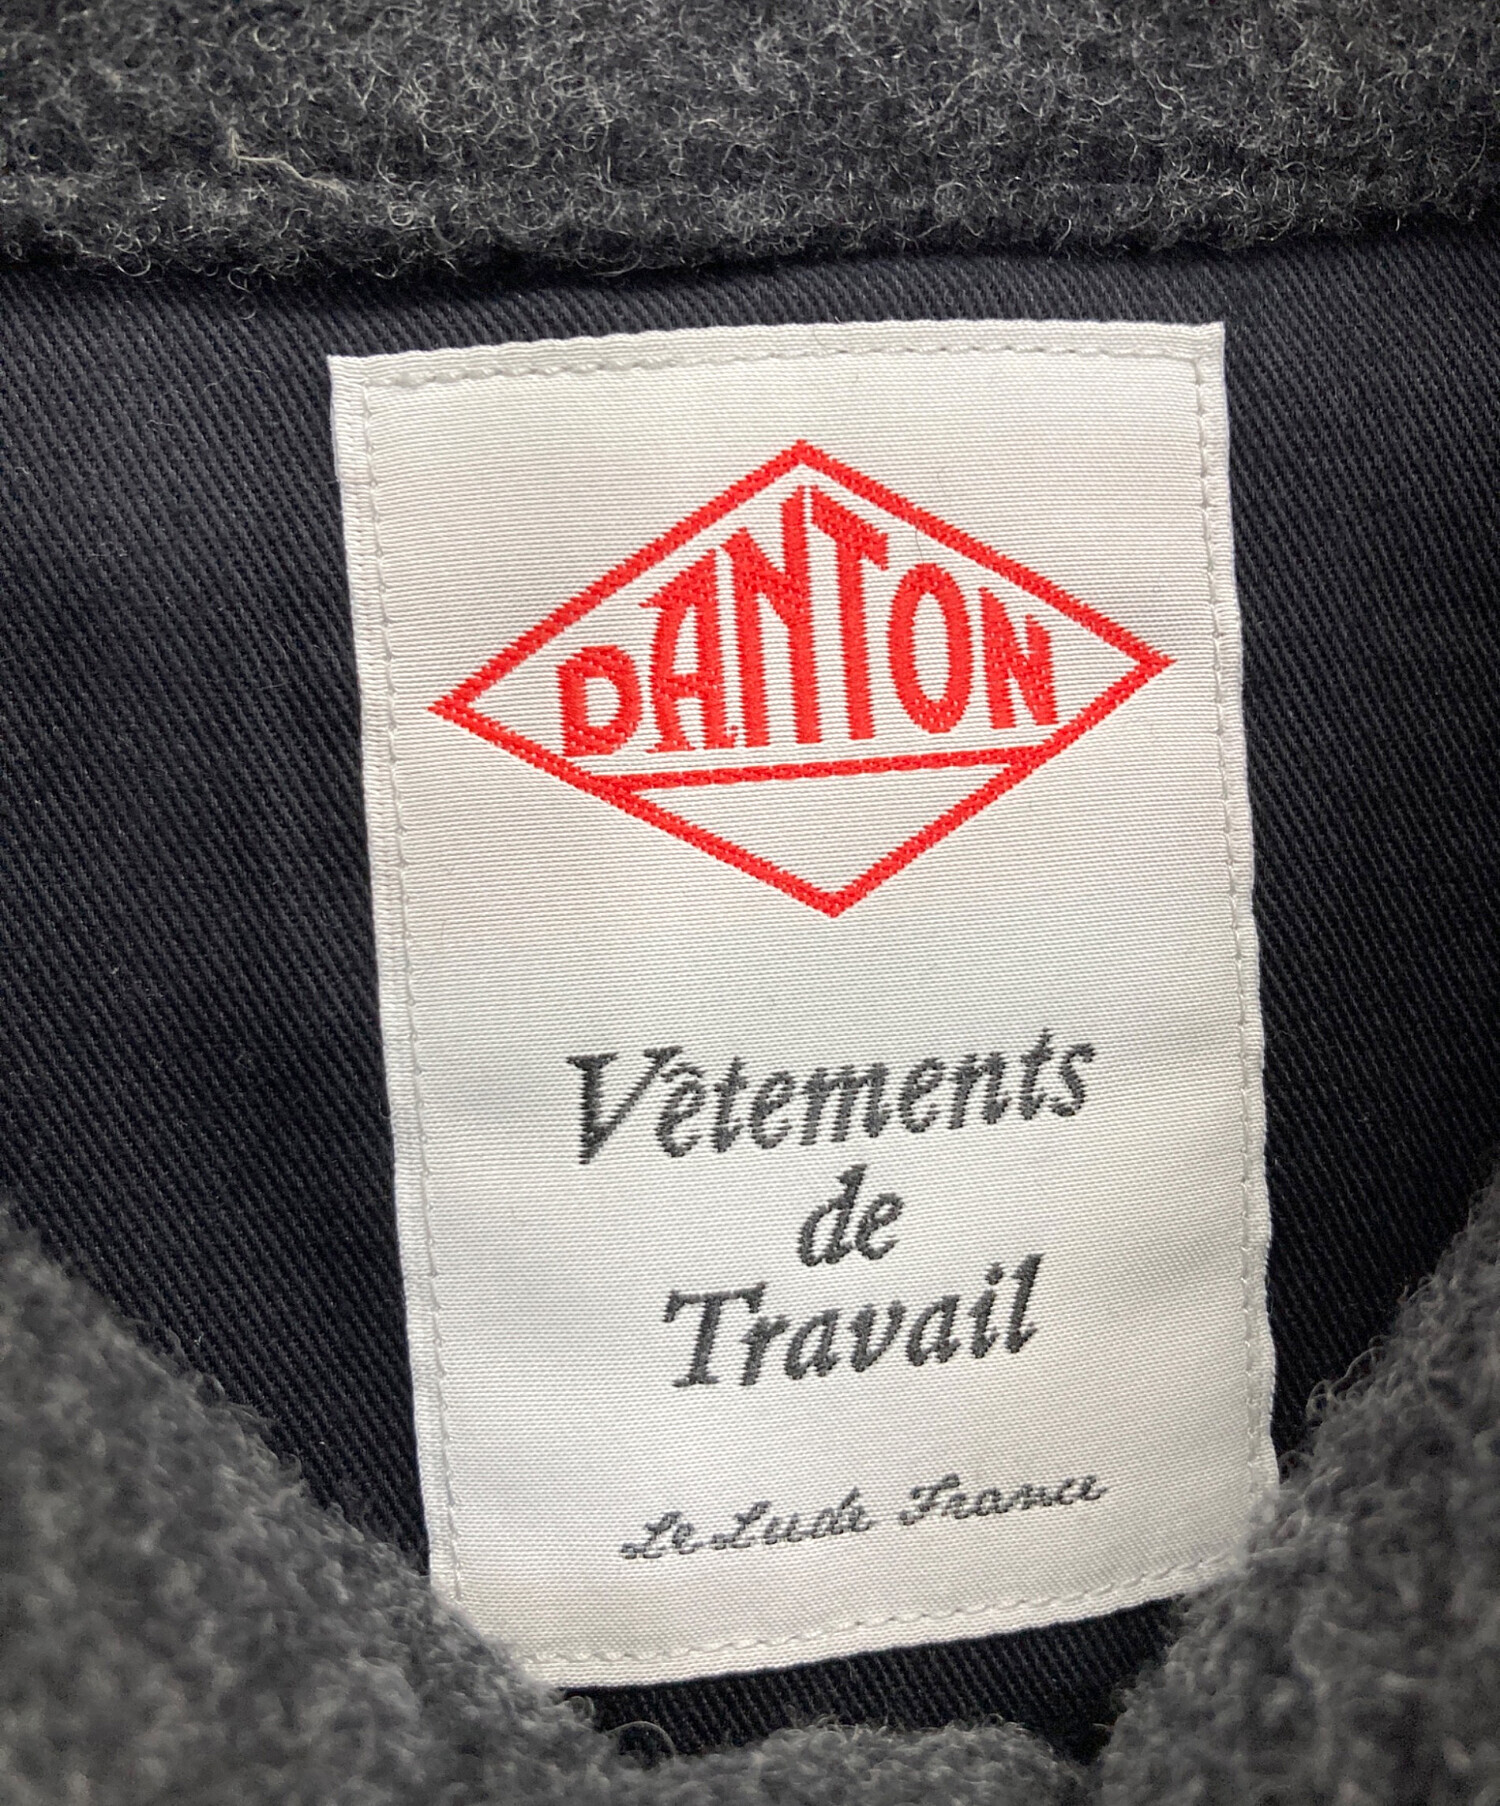 DANTON
Vêtements
de
Travail
Le Lude France